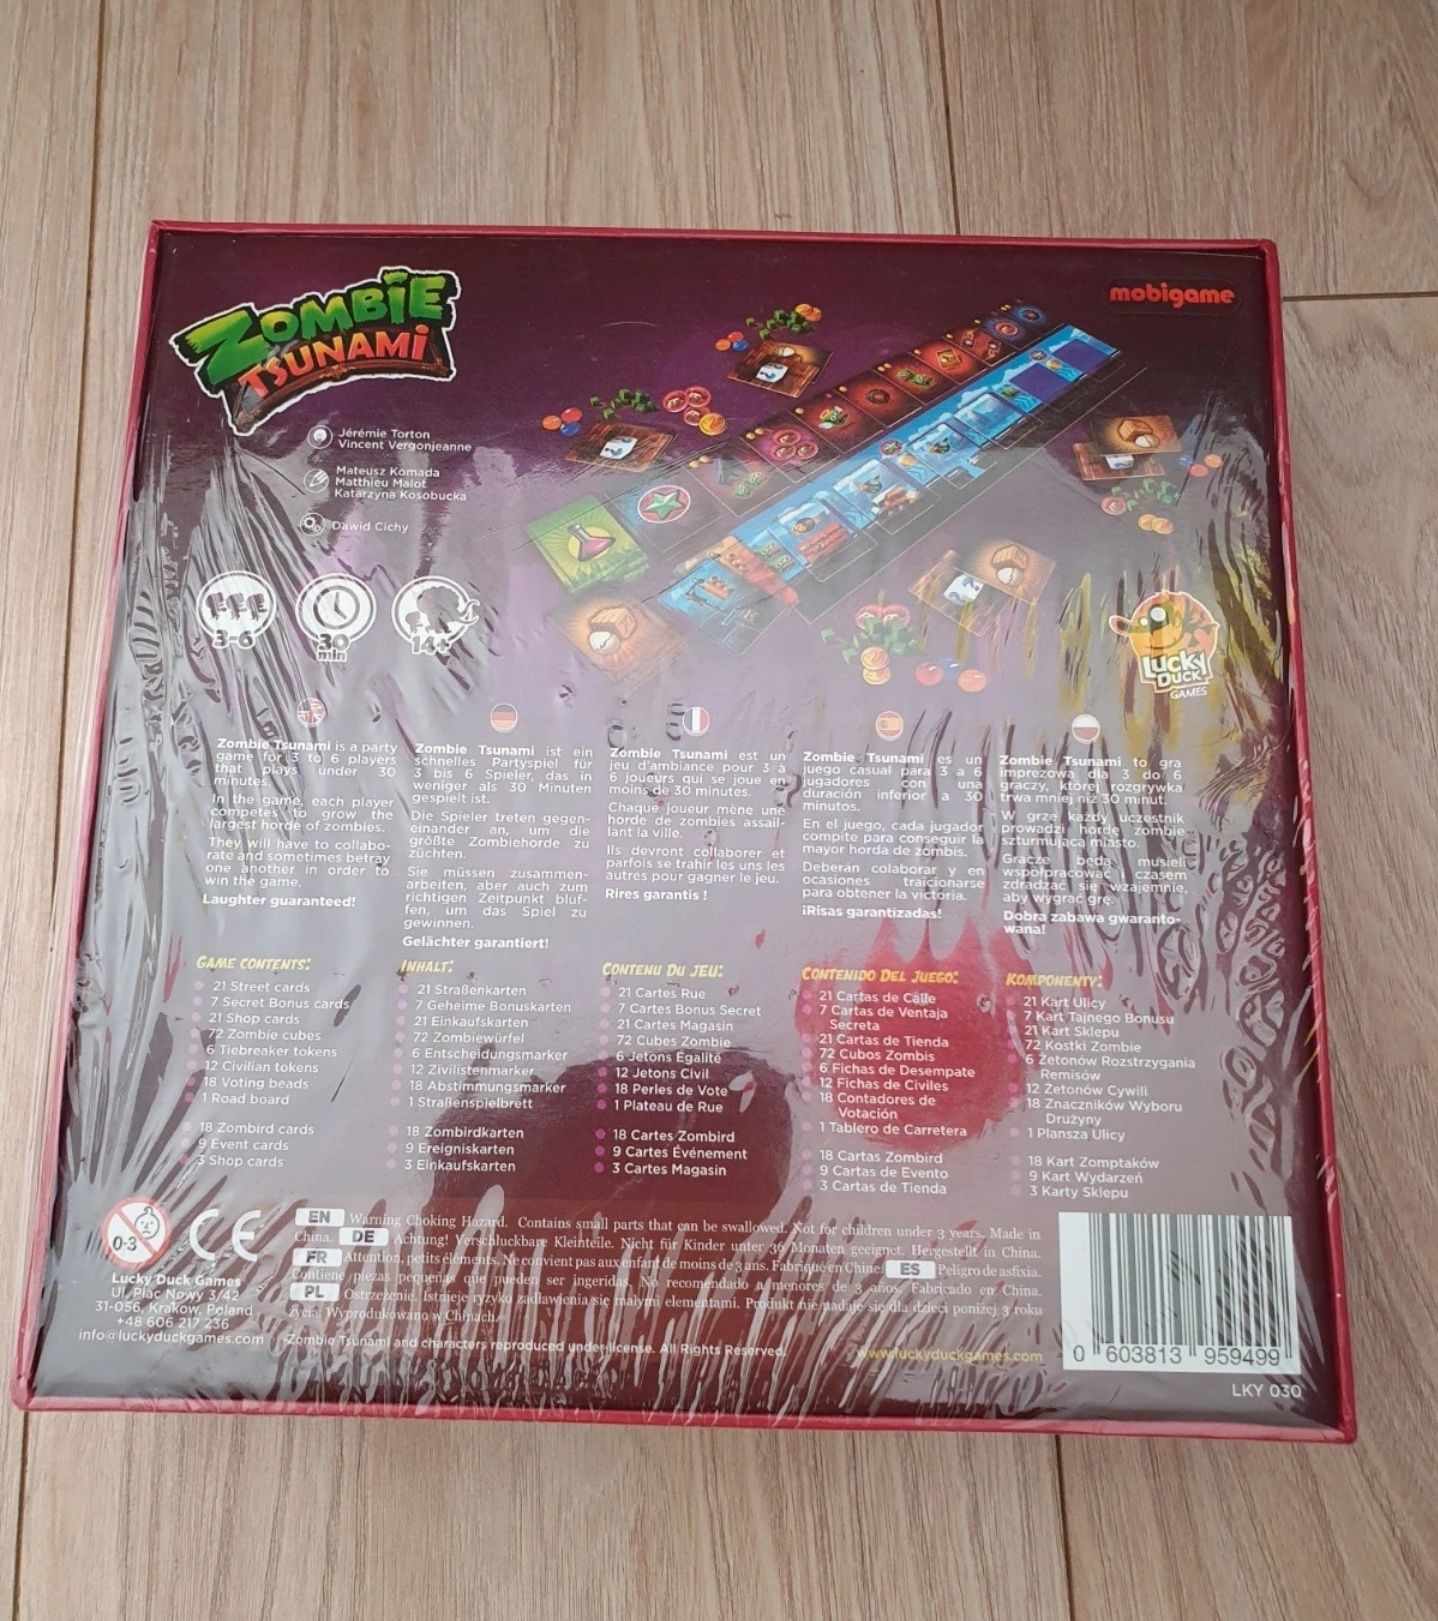 ZOMBIE
TSUNAMI
mobigame
Jérémie Torton
Vincent Vergonjeanne
Mateusz Komada
Matthieu Malot
Katarzyna Kosobucka
Dawid Cichy
3-6
30
min
14+
LUCKY
DUCK
GAMES
Zombie Tsunami is a party
game for 3 to 6 players
that plays under 30
minutes.
In the game, each player
competes to grow the
largest horde of zombies.
They will have to collabo-
rate and sometimes betray
one another in order to
win the game.
Laughter guaranteed!
Zombie Tsunami ist ein
schnelles Partyspiel für
3 bis 6 Spieler, das in
weniger als 30 Minuten
gespielt ist.
Die Spieler treten gegen-
einander an, um die
größte Zombiehorde zu
züchten.
Sie müssen zusammen-
arbeiten, aber auch zum
richtigen Zeitpunkt bluf-
fen, um das Spiel zu
gewinnen.
Gelächter garantiert!
Zombie Tsunami est un
jeu d'ambiance pour 3 à
6 joueurs qui se joue en
moins de 30 minutes.
Chaque joueur mène une
horde de zombies assail-
lant la ville.
Ils devront collaborer et
parfois se trahir les uns les
autres pour gagner le jeu.
Rires garantis !
Zombie Tsunami es un
juego casual para 3 a 6
jugadores con una
duración inferior a 30
minutos.
En el juego, cada jugador
compite para conseguir la
mayor horda de zombis.
Deberán colaborar y en
ocasiones traicionarse
para obtener la victoria.
¡Risas garantizadas!
Zombie Tsunami to gra
imprezowa dla 3 do 6
graczy, której rozgrywka
trwa mniej niż 30 minut.
W grze każdy uczestnik
prowadzi hordę zombie
szturmującą miasto.
Gracze będą musieli
współpracować i czasem
zdradzać się wzajemnie,
aby wygrać grę.
Dobra zabawa gwaranto-
wana!
GAME CONTENTS:
21 Street cards
7 Secret Bonus cards
21 Shop cards
72 Zombie cubes
6 Tiebreaker tokens
12 Civilian tokens
18 Voting beads
1 Road board
18 Zombird cards
9 Event cards
3 Shop cards
INHALT:
21 Straßenkarten
7 Geheime Bonuskarten
21 Einkaufskarten
72 Zombiewürfel
6 Entscheidungsmarker
12 Zivilistenmarker
18 Abstimmungsmarker
1 Straßenspielbrett
18 Zombirdkarten
9 Ereigniskarten
3 Einkaufskarten
CONTENU DU JEU:
21 Cartes Rue
7 Cartes Bonus Secret
21 Cartes Magasin
72 Cubes Zombie
6 Jetons Égalité
12 Jetons Civil
18 Perles de Vote
1 Plateau de Rue
18 Cartes Zombird
9 Cartes Événement
3 Cartes Magasin
CONTENIDO DEL JUEGO:
21 Cartas de Calle
7 Cartas de Ventaja
Secreta
21 Cartas de Tienda
72 Cubos Zombis
6 Fichas de Desempate
12 Fichas de Civiles
18 Contadores de
Votación
1 Tablero de Carretera
18 Cartas Zombird
9 Cartas de Evento
3 Cartas de Tienda
KOMPONENTY:
21 Kart Ulicy
7 Kart Tajnego Bonusu
21 Kart Sklepu
72 Kostki Zombie
6 Żetonów Rozstrzygania
Remisów
12 Żetonów Cywili
18 Znaczników Wyboru
Drużyny
1 Plansza Ulicy
18 Kart Zomptaków
9 Kart Wydarzeń
3 Karty Sklepu
0-3
CE
Lucky Duck Games
Ul. Plac Nowy 3/42
31-056, Krakow, Poland
+48 606 217 236
info@luckyduckgames.com
EN Warning Choking Hazard. Contains small parts that can be swallowed. Not for children under 3 years. Made in
China. DE Achtung! Verschluckbare Kleinteile. Nicht für Kinder unter 36 Monaten geeignet. Hergestellt in China.
FR Attention, petits éléments. Ne convient pas aux enfant de moins de 3 ans. Fabriqué en Chine. ES Peligro de asfixia.
Contiene piezas pequeñas que pueden ser ingeridas. No recomendado a menores de 3 años. Fabricado en China.
PL Ostrzeżenie. Istnieje ryzyko zadławienia się małymi elementami. Produkt nie nadaje się dla dzieci poniżej 3 roku
życia. Wyprodukowano w Chinach.
Zombie Tsunami and characters reproduced under license. All Rights Reserved.
www.luckyduckgames.com
0 603813 959499
LKY 030